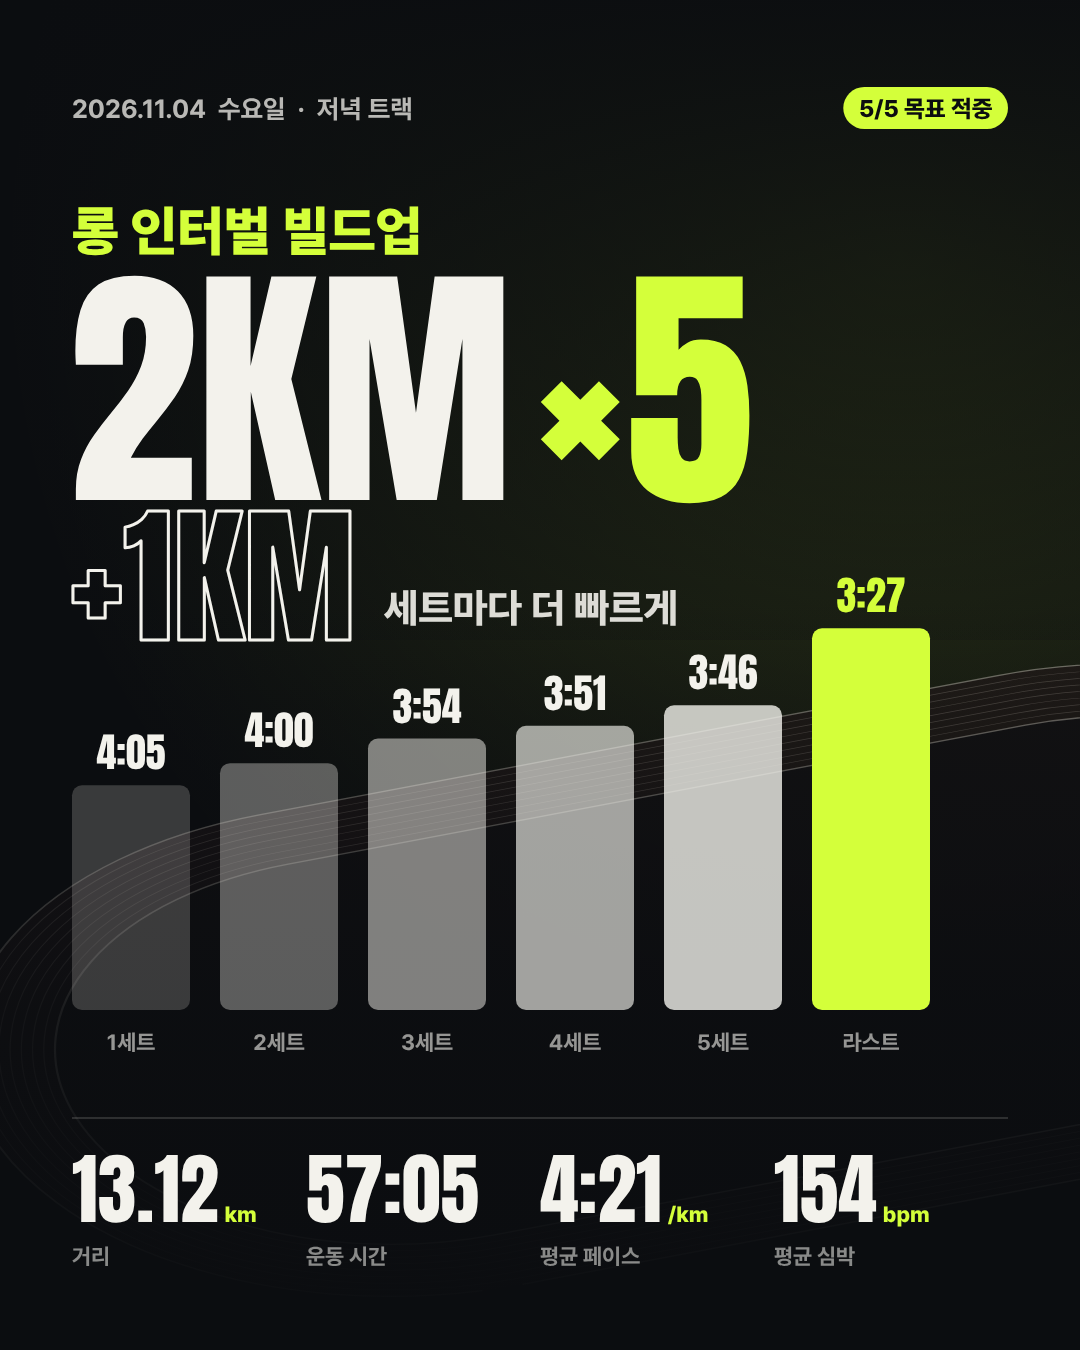 2026.11.04 수요일 · 저녁 트랙
5/5 목표 적중
롱 인터벌 빌드업
2KM ×5
+1KM 세트마다 더 빠르게
4:05
4:00
3:54
3:51
3:46
3:27
1세트
2세트
3세트
4세트
5세트
라스트
13.12 km
57:05
4:21 /km
154 bpm
거리
운동 시간
평균 페이스
평균 심박